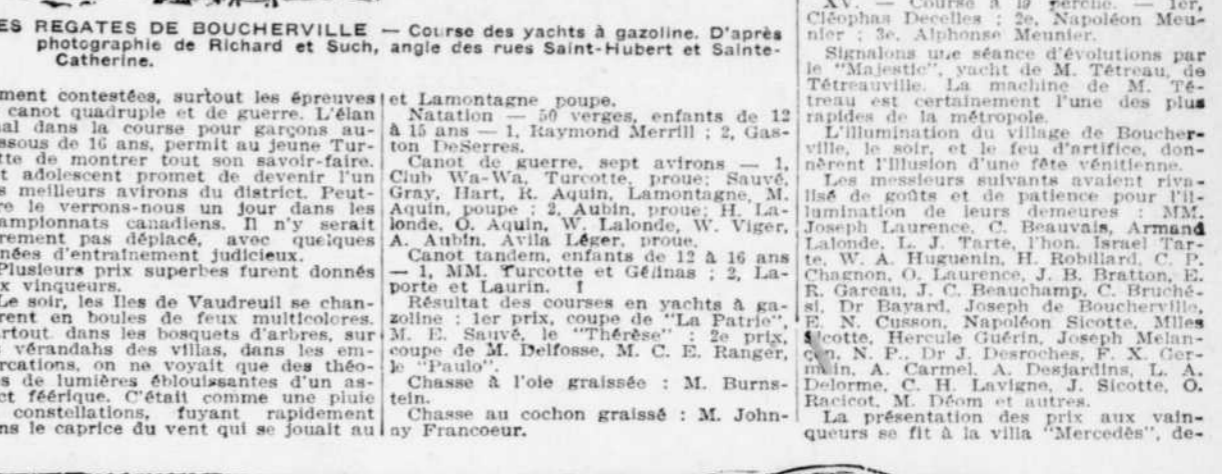 ES REGATES DE BOUCHERVILLE — Course des yachts à gazoline. D'après
photographie de Richard et Such, angle des rues Saint-Hubert et Sainte-
Catherine.
ment contestées, surtout les épreuves
canot quadruple et de guerre. L'élan
al dans la course pour garçons au-
ssous de 16 ans, permit au jeune Tur-
tte de montrer tout son savoir-faire.
t adolescent promet de devenir l'un
s meilleurs avirons du district. Peut-
re le verrons-nous un jour dans les
ampionnats canadiens. Il n'y serait
rement pas déplacé, avec quelques
nées d'entraînement judicieux.
Plusieurs prix superbes furent donnés
x vinqueurs.
Le soir, les Iles de Vaudreuil se chan-
rent en boules de feux multicolores.
artout dans les bosquets d'arbres, sur
vérandahs des villas, dans les em-
rcations, on ne voyait que des théo-
s de lumières éblouissantes d'un as-
ct féérique. C'était comme une pluie
constellations, fuyant rapidement
ns le caprice du vent qui se jouait au
et Lamontagne poupe.
Natation — 50 verges, enfants de 12
à 15 ans — 1, Raymond Merrill ; 2, Gas-
ton DeSerres.
Canot de guerre, sept avirons — 1,
Club Wa-Wa, Turcotte, proue; Sauvé,
Gray, Hart, R. Aquin, Lamontagne, M.
Aquin, poupe ; 2, Aubin, proue; H. La-
londe, O. Aquin, W. Lalonde, W. Viger,
A. Aubin, Avila Léger, proue.
Canot tandem, enfants de 12 à 16 ans
— 1, MM. Turcotte et Gélinas ; 2, La-
porte et Laurin.
Résultat des courses en yachts à ga-
zoline : 1er prix, coupe de "La Patrie",
M. E. Sauvé, le "Thérèse" : 2e prix,
coupe de M. Delfosse, M. C. E. Ranger,
le "Paulo".
Chasse à l'oie graissée : M. Burns-
tein.
Chasse au cochon graissé : M. John-
ny Francoeur.
XV. — Course à la perche. — 1er,
Cléophas Decelles ; 2e, Napoléon Meu-
nier ; 3e, Alphonse Meunier.
Signalons une séance d'évolutions par
le "Majestic", yacht de M. Tétreau, de
Tétreauville. La machine de M. Té-
treau est certainement l'une des plus
rapides de la métropole.
L'illumination du village de Boucher-
ville, le soir, et le feu d'artifice, don-
nèrent l'illusion d'une fête vénitienne.
Les messieurs suivants avaient riva-
lisé de goûts et de patience pour l'il-
lumination de leurs demeures : MM.
Joseph Laurence, C. Beauvais, Armand
Lalonde, L. J. Tarte, l'hon. Israel Tar-
te, W. A. Huguenin, H. Robillard, C. P.
Chagnon, O. Laurence, J. B. Bratton, E.
R. Gareau, J. C. Beauchamp, C. Bruché-
si, Dr Bayard, Joseph de Boucherville,
E. N. Cusson, Napoléon Sicotte, Mlles
Sicotte, Hercule Guérin, Joseph Melan-
çon, N. P., Dr J. Desroches, F. X. Ger-
main, A. Carmel, A. Desjardins, L. A.
Delorme, C. H. Lavigne, J. Sicotte, O.
Racicot, M. Déom et autres.
La présentation des prix aux vain-
queurs se fit à la villa "Mercedès", de-